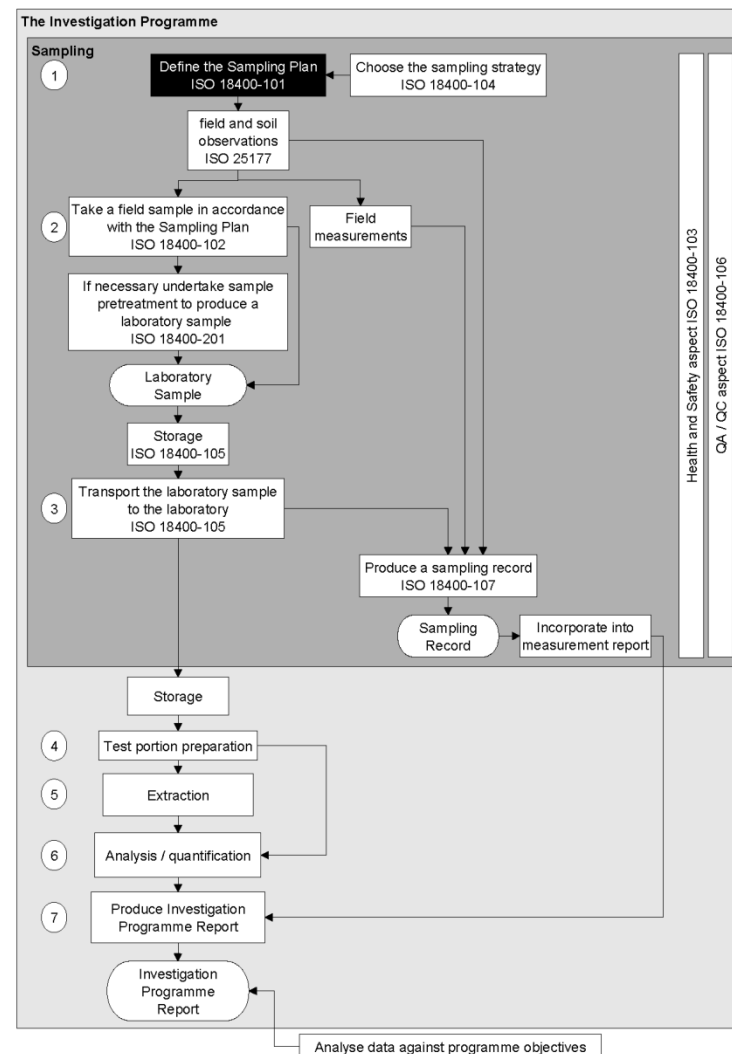 The Investigation Programme
Sampling
1
Define the Sampling Plan
ISO 18400-101
Choose the sampling strategy
ISO 18400-104
field and soil
observations
ISO 25177
2
Take a field sample in accordance
with the Sampling Plan
ISO 18400-102
Field
measurements
If necessary undertake sample
pretreatment to produce a
laboratory sample
ISO 18400-201
Laboratory
Sample
Storage
ISO 18400-105
3
Transport the laboratory sample
to the laboratory
ISO 18400-105
Produce a sampling record
ISO 18400-107
Sampling
Record
Incorporate into
measurement report
Health and Safety aspect ISO 18400-103
QA / QC aspect ISO 18400-106
Storage
4
Test portion preparation
5
Extraction
6
Analysis / quantification
7
Produce Investigation
Programme Report
Investigation
Programme
Report
Analyse data against programme objectives